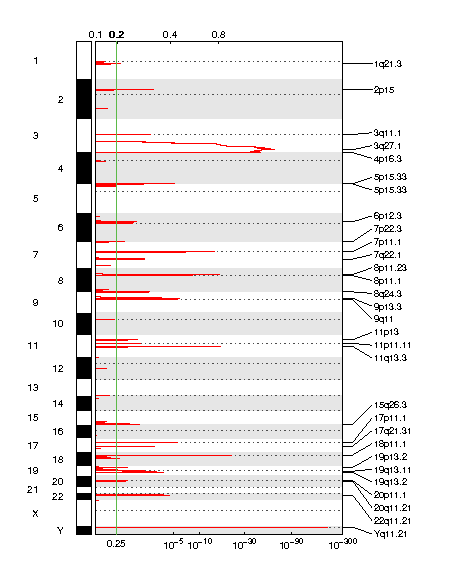 0.1 0.2 0.4 0.8
1
2
3
4
5
6
7
8
9
10
11
12
13
14
15
16
17
18
19
20
21
22
X
Y
1q21.3
2p15
3q11.1
3q27.1
4p16.3
5p15.33
5p15.33
6p12.3
7p22.3
7p11.1
7q22.1
8p11.23
8p11.1
8q24.3
9p13.3
9q11
11p13
11p11.11
11q13.3
15q26.3
17p11.1
17q21.31
18p11.1
19p13.2
19q13.11
19q13.2
20p11.1
20q11.21
22q11.21
Yq11.21
0.25 10-5 10-10 10-30 10-90 10-300